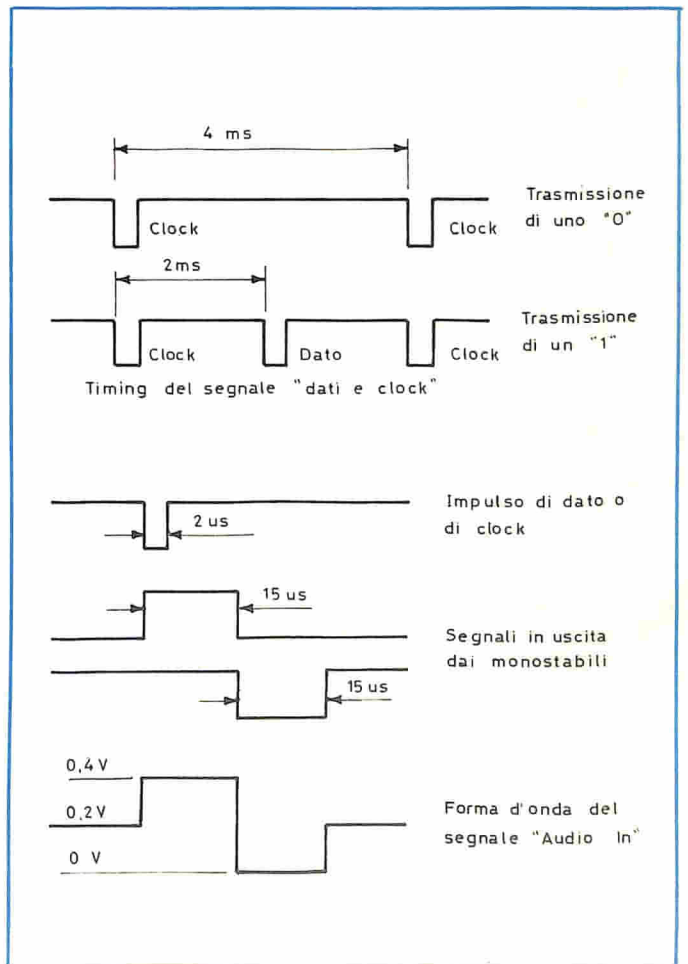 4 ms
Clock
Clock
Trasmissione
di uno "0"
2ms
Clock
Dato
Clock
Trasmissione
di un "1"
Timing del segnale "dati e clock"
2 us
Impulso di dato o
di clock
15 us
15 us
Segnali in uscita
dai monostabili
0,4 V
0,2 V
0 V
Forma d'onda del
segnale "Audio In"